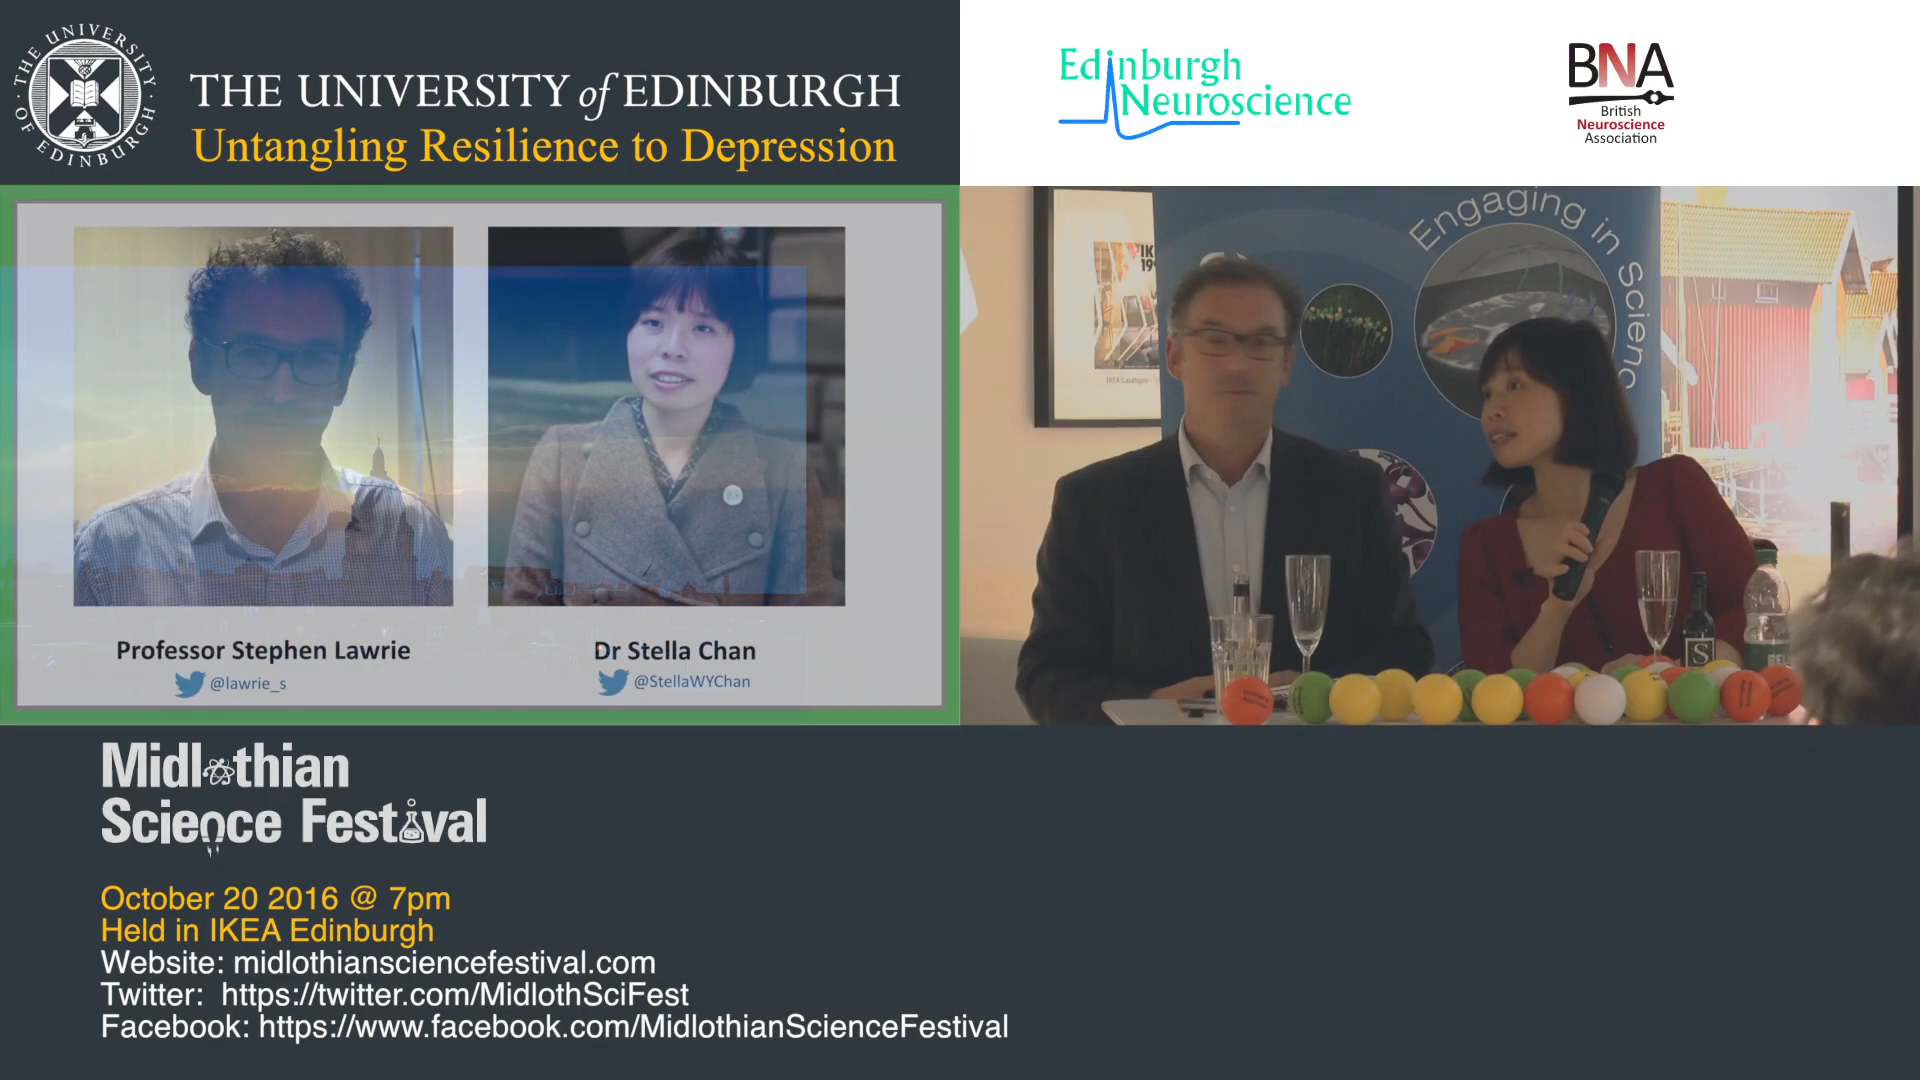 THE UNIVERSITY OF EDINBURGH
THE UNIVERSITY of EDINBURGH
Untangling Resilience to Depression
Edinburgh
Neuroscience
BNA
British
Neuroscience
Association
Engaging in Scienc
Professor Stephen Lawrie
@lawrie_s
Dr Stella Chan
@StellaWYChan
S
Midlothian
Science Festival
October 20 2016 @ 7pm
Held in IKEA Edinburgh
Website: midlothiansciencefestival.com
Twitter: https://twitter.com/MidlothSciFest
Facebook: https://www.facebook.com/MidlothianScienceFestival